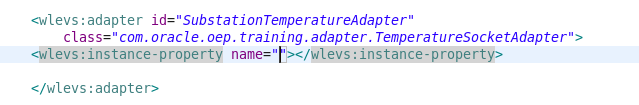 <wlevs:adapter id="SubstationTemperatureAdapter"
class="com.oracle.oep.training.adapter.TemperatureSocketAdapter">
<wlevs:instance-property name=""></wlevs:instance-property>
</wlevs:adapter>